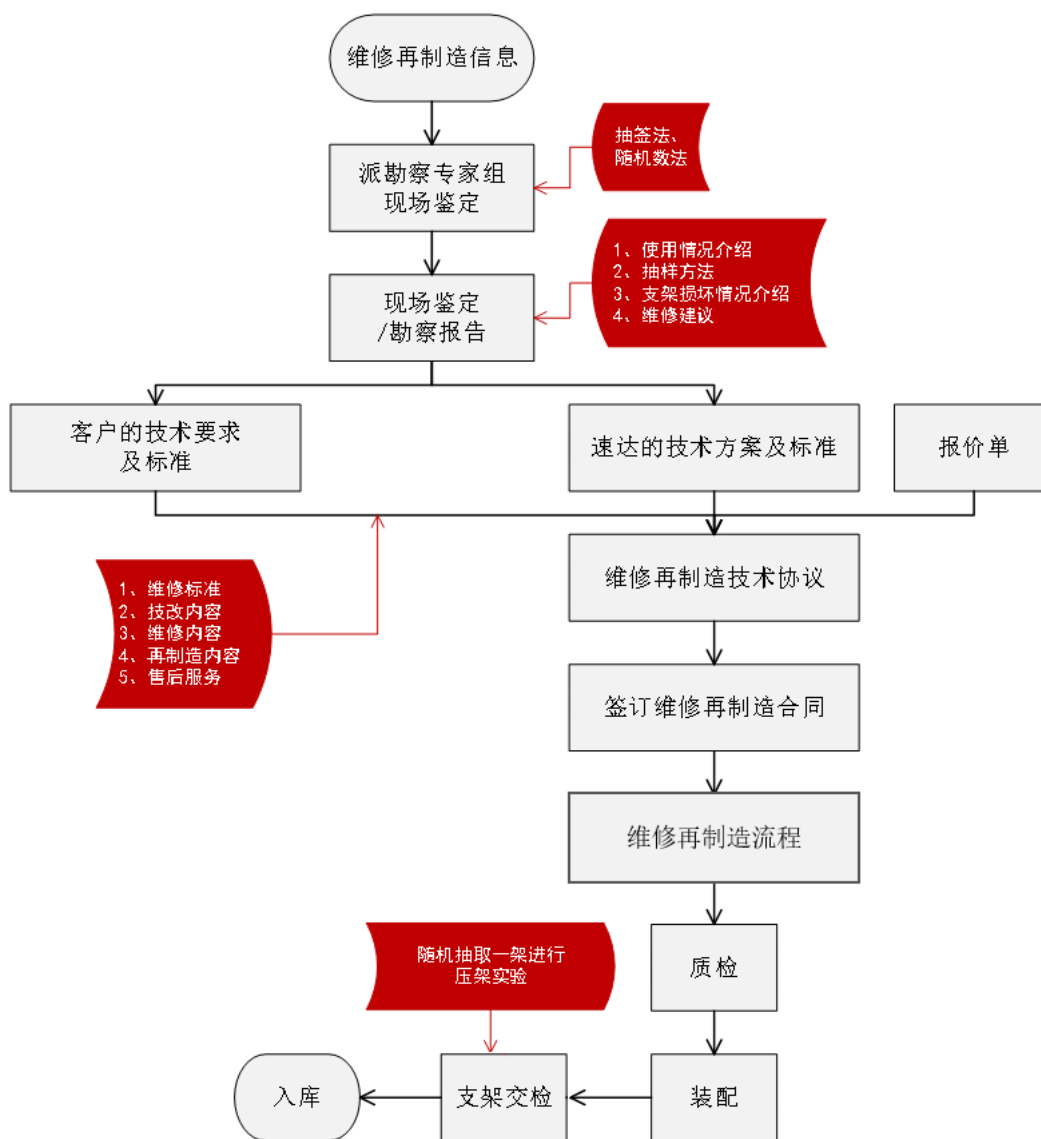 维修再制造信息
抽签法、
随机数法
派勘察专家组
现场鉴定
1、使用情况介绍
2、抽样方法
3、支架损坏情况介绍
4、维修建议
现场鉴定
/勘察报告
客户的技术要求
及标准
速达的技术方案及标准
报价单
1、维修标准
2、技改内容
3、维修内容
4、再制造内容
5、售后服务
维修再制造技术协议
签订维修再制造合同
维修再制造流程
随机抽取一架进行
压架实验
质检
入库
支架交检
装配